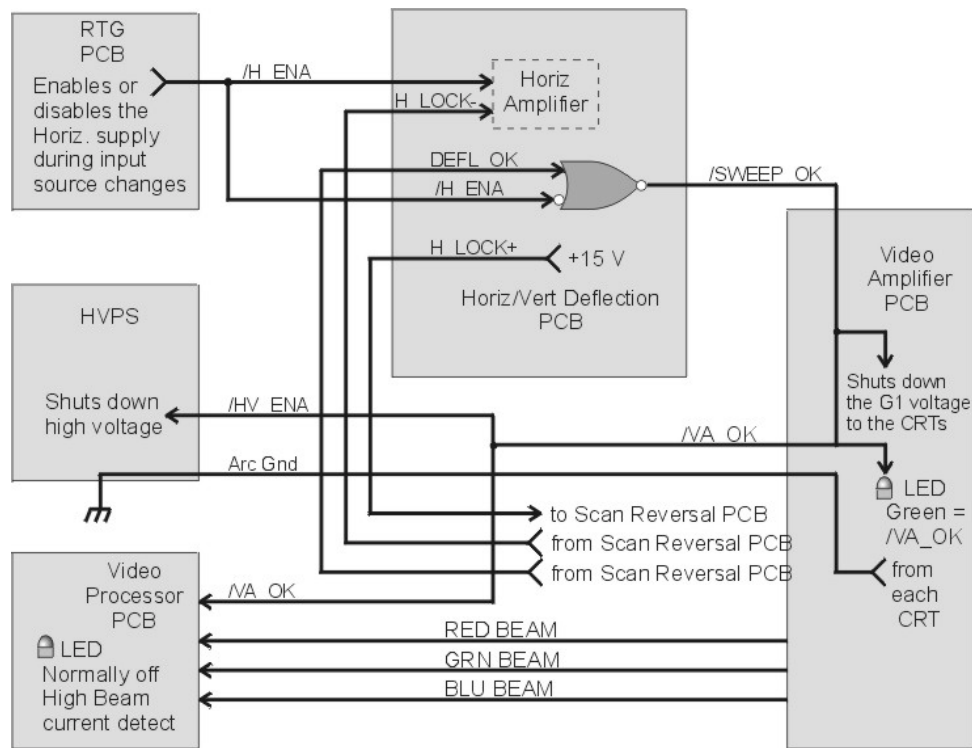 RTG
PCB
Enables or
disables the
Horiz. supply
during input
source changes
/H_ENA
H_LOCK-
Horiz
Amplifier
DEFL_OK
/H_ENA
/SWEEP_OK
H_LOCK+
+15 V
Horiz/Vert Deflection
PCB
Video
Amplifier
PCB
Shuts down
the G1 voltage
to the CRTs
HVPS
Shuts down
high voltage
/HV_ENA
/VA_OK
Arc Gnd
LED
Green =
/VA_OK
from
each
CRT
to Scan Reversal PCB
from Scan Reversal PCB
from Scan Reversal PCB
Video
Processor
PCB
LED
Normally off
High Beam
current detect
/VA_OK
RED BEAM
GRN BEAM
BLU BEAM